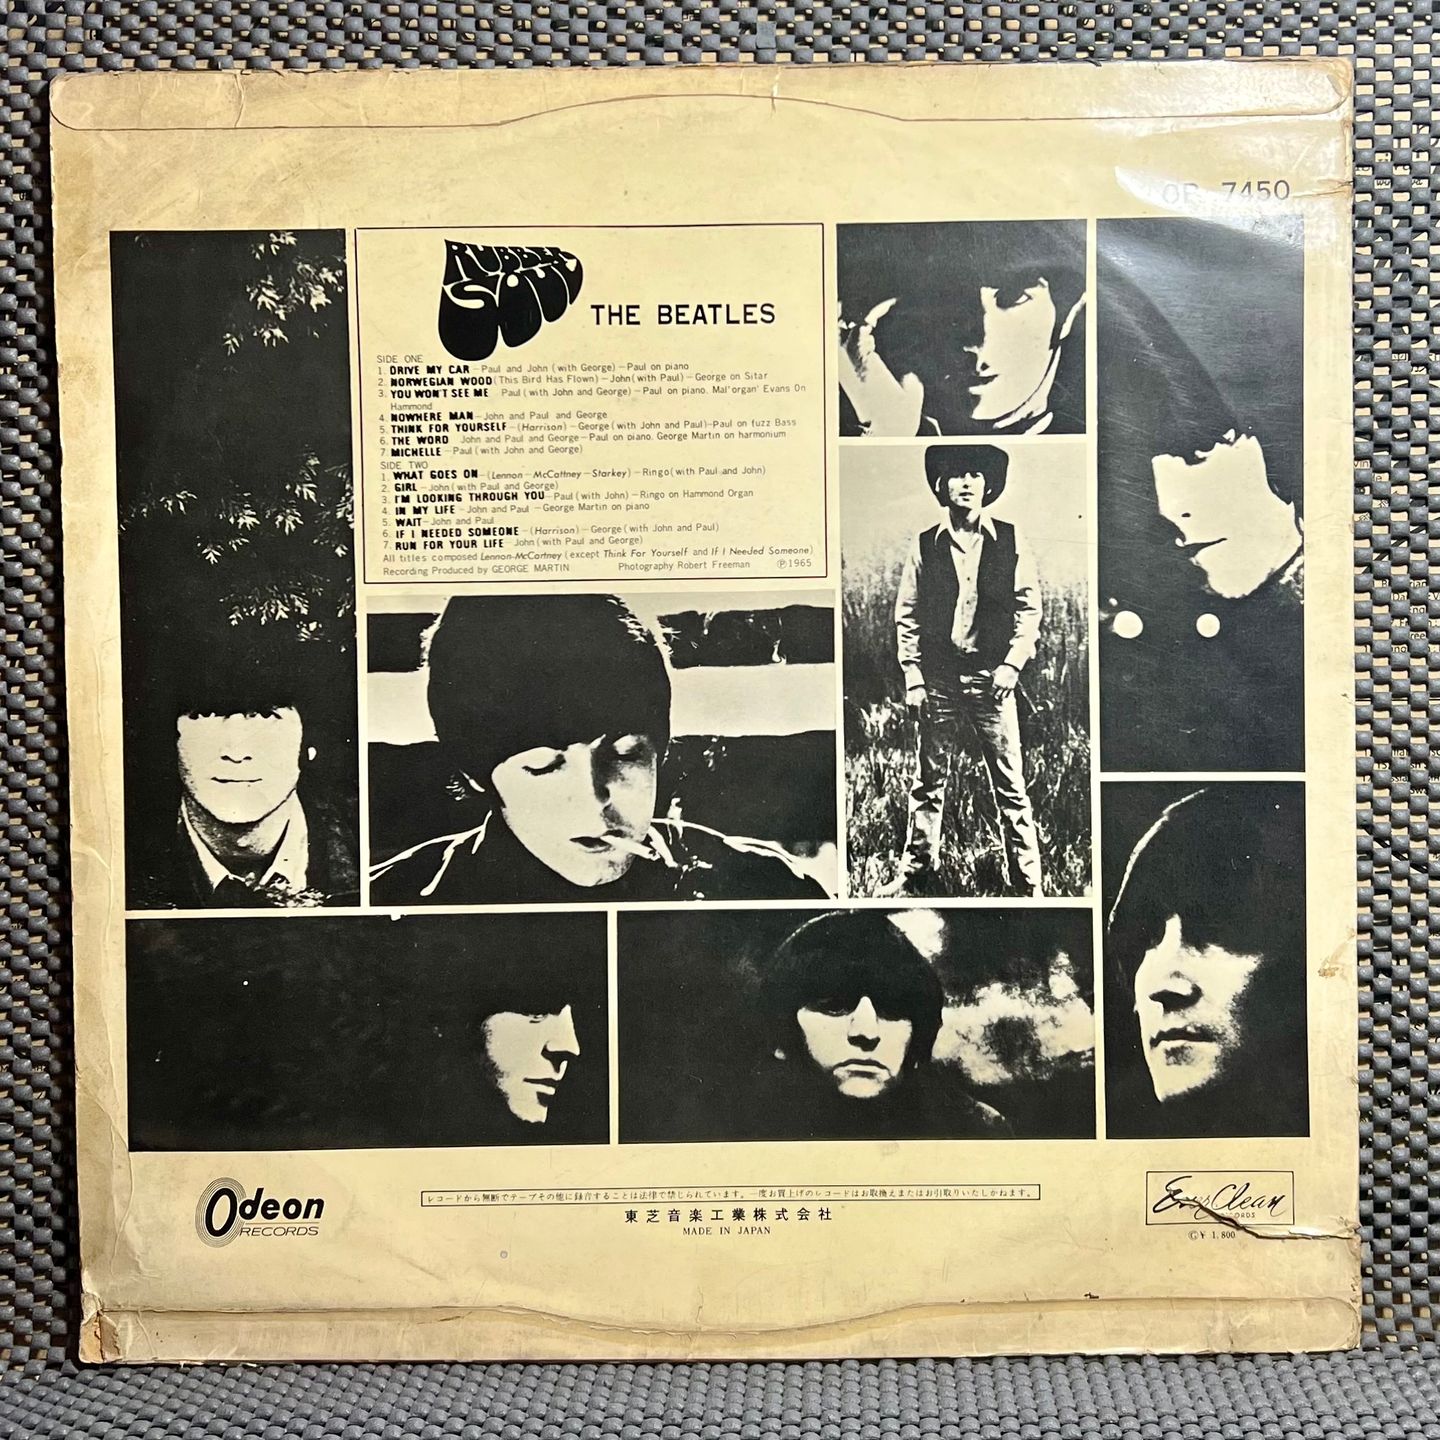 OP 7450
RUBBER
SOUL
THE BEATLES
SIDE ONE
1. DRIVE MY CAR—Paul and John (with George)—Paul on piano
2. NORWEGIAN WOOD (This Bird Has Flown)—John (with Paul)—George on Sitar
3. YOU WON'T SEE ME Paul (with John and George)—Paul on piano. Mal 'organ' Evans On
Hammond
4. NOWHERE MAN—John and Paul and George
5. THINK FOR YOURSELF—(Harrison)—George (with John and Paul)—Paul on fuzz Bass
6. THE WORD John and Paul and George—Paul on piano. George Martin on harmonium
7. MICHELLE—Paul (with John and George)
SIDE TWO
1. WHAT GOES ON—(Lennon—McCattney—Starkey)—Ringo (with Paul and John)
2. GIRL—John (with Paul and George)
3. I'M LOOKING THROUGH YOU—Paul (with John)—Ringo on Hammond Organ
4. IN MY LIFE—John and Paul—George Martin on piano
5. WAIT—John and Paul
6. IF I NEEDED SOMEONE—(Harrison)—George (with John and Paul)
7. RUN FOR YOUR LIFE—John (with Paul and George)
All titles composed Lennon-McCartney (except Think For Yourself and If I Needed Someone)
Recording Produced by GEORGE MARTIN Photography Robert Freeman Ⓟ1965
Odeon
RECORDS
レコードから無断でテープその他に録音することは法律で禁じられています。一度お買上げのレコードはお取換えまたはお引取りいたしかねます。
東芝音楽工業株式会社
MADE IN JAPAN
Ever Clean
RECORDS
Ⓖ¥ 1,800